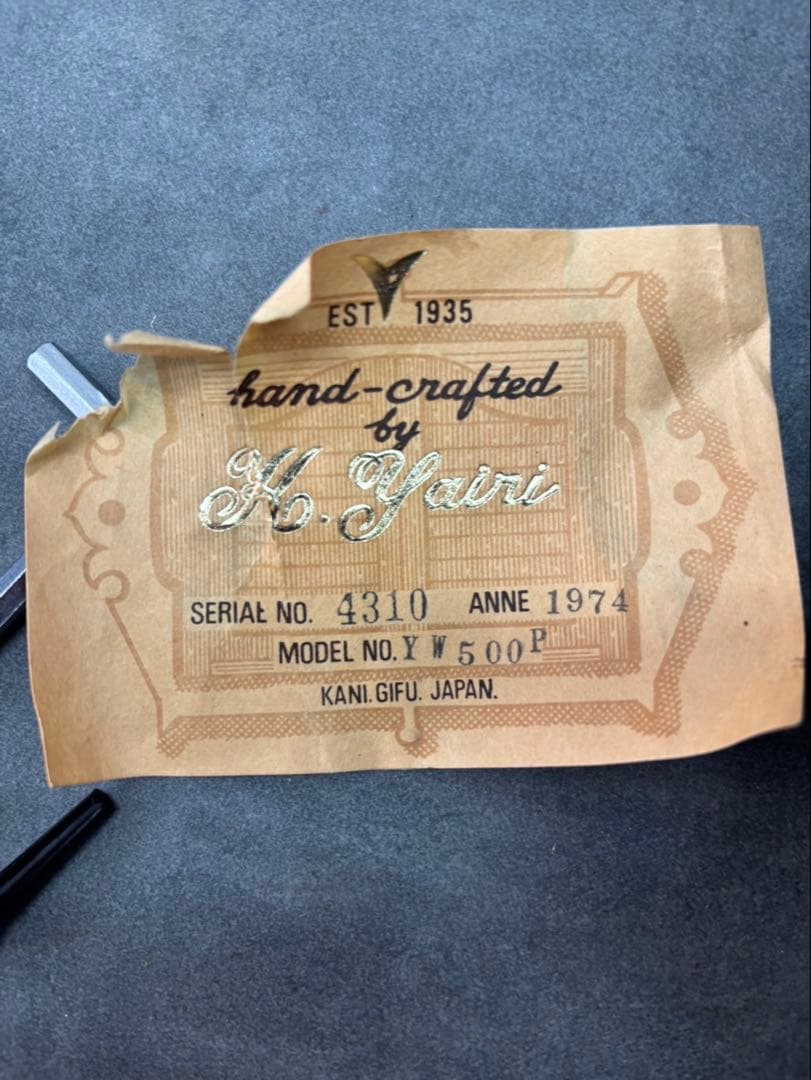 EST 1935
hand-crafted
by
K. Yairi
SERIAL NO. 4310 ANNE 1974
MODEL NO. YW500P
KANI. GIFU. JAPAN.